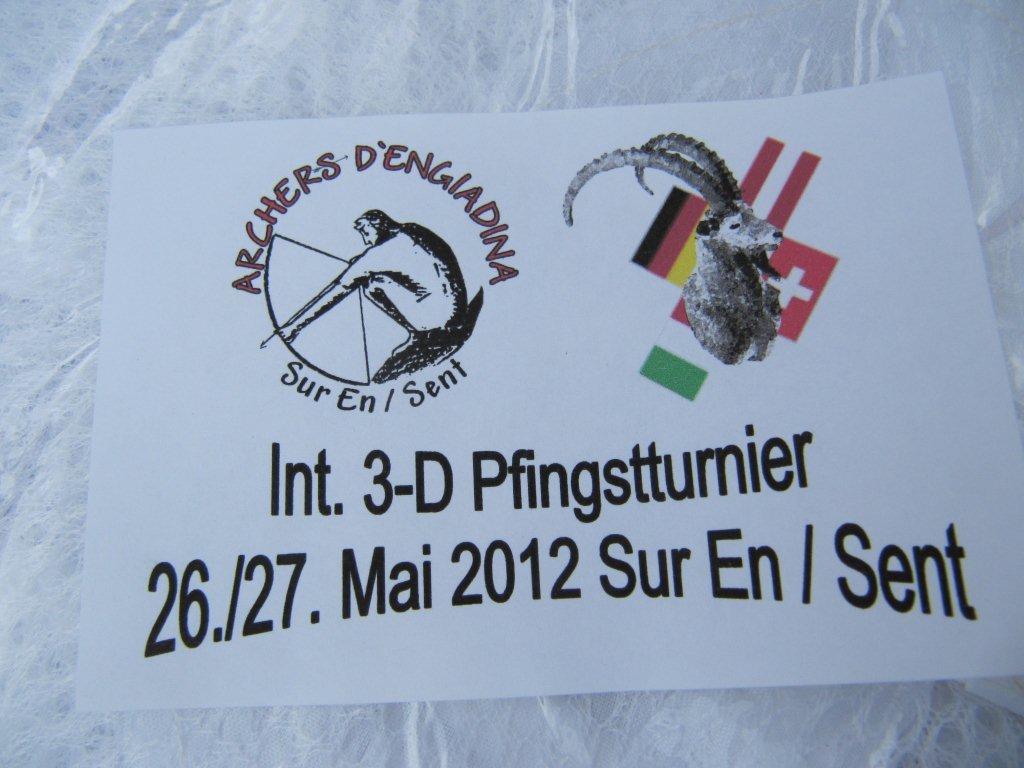 ARCHERS D'ENGIADINA
Sur En / Sent
Int. 3-D Pfingstturnier
26./27. Mai 2012 Sur En / Sent